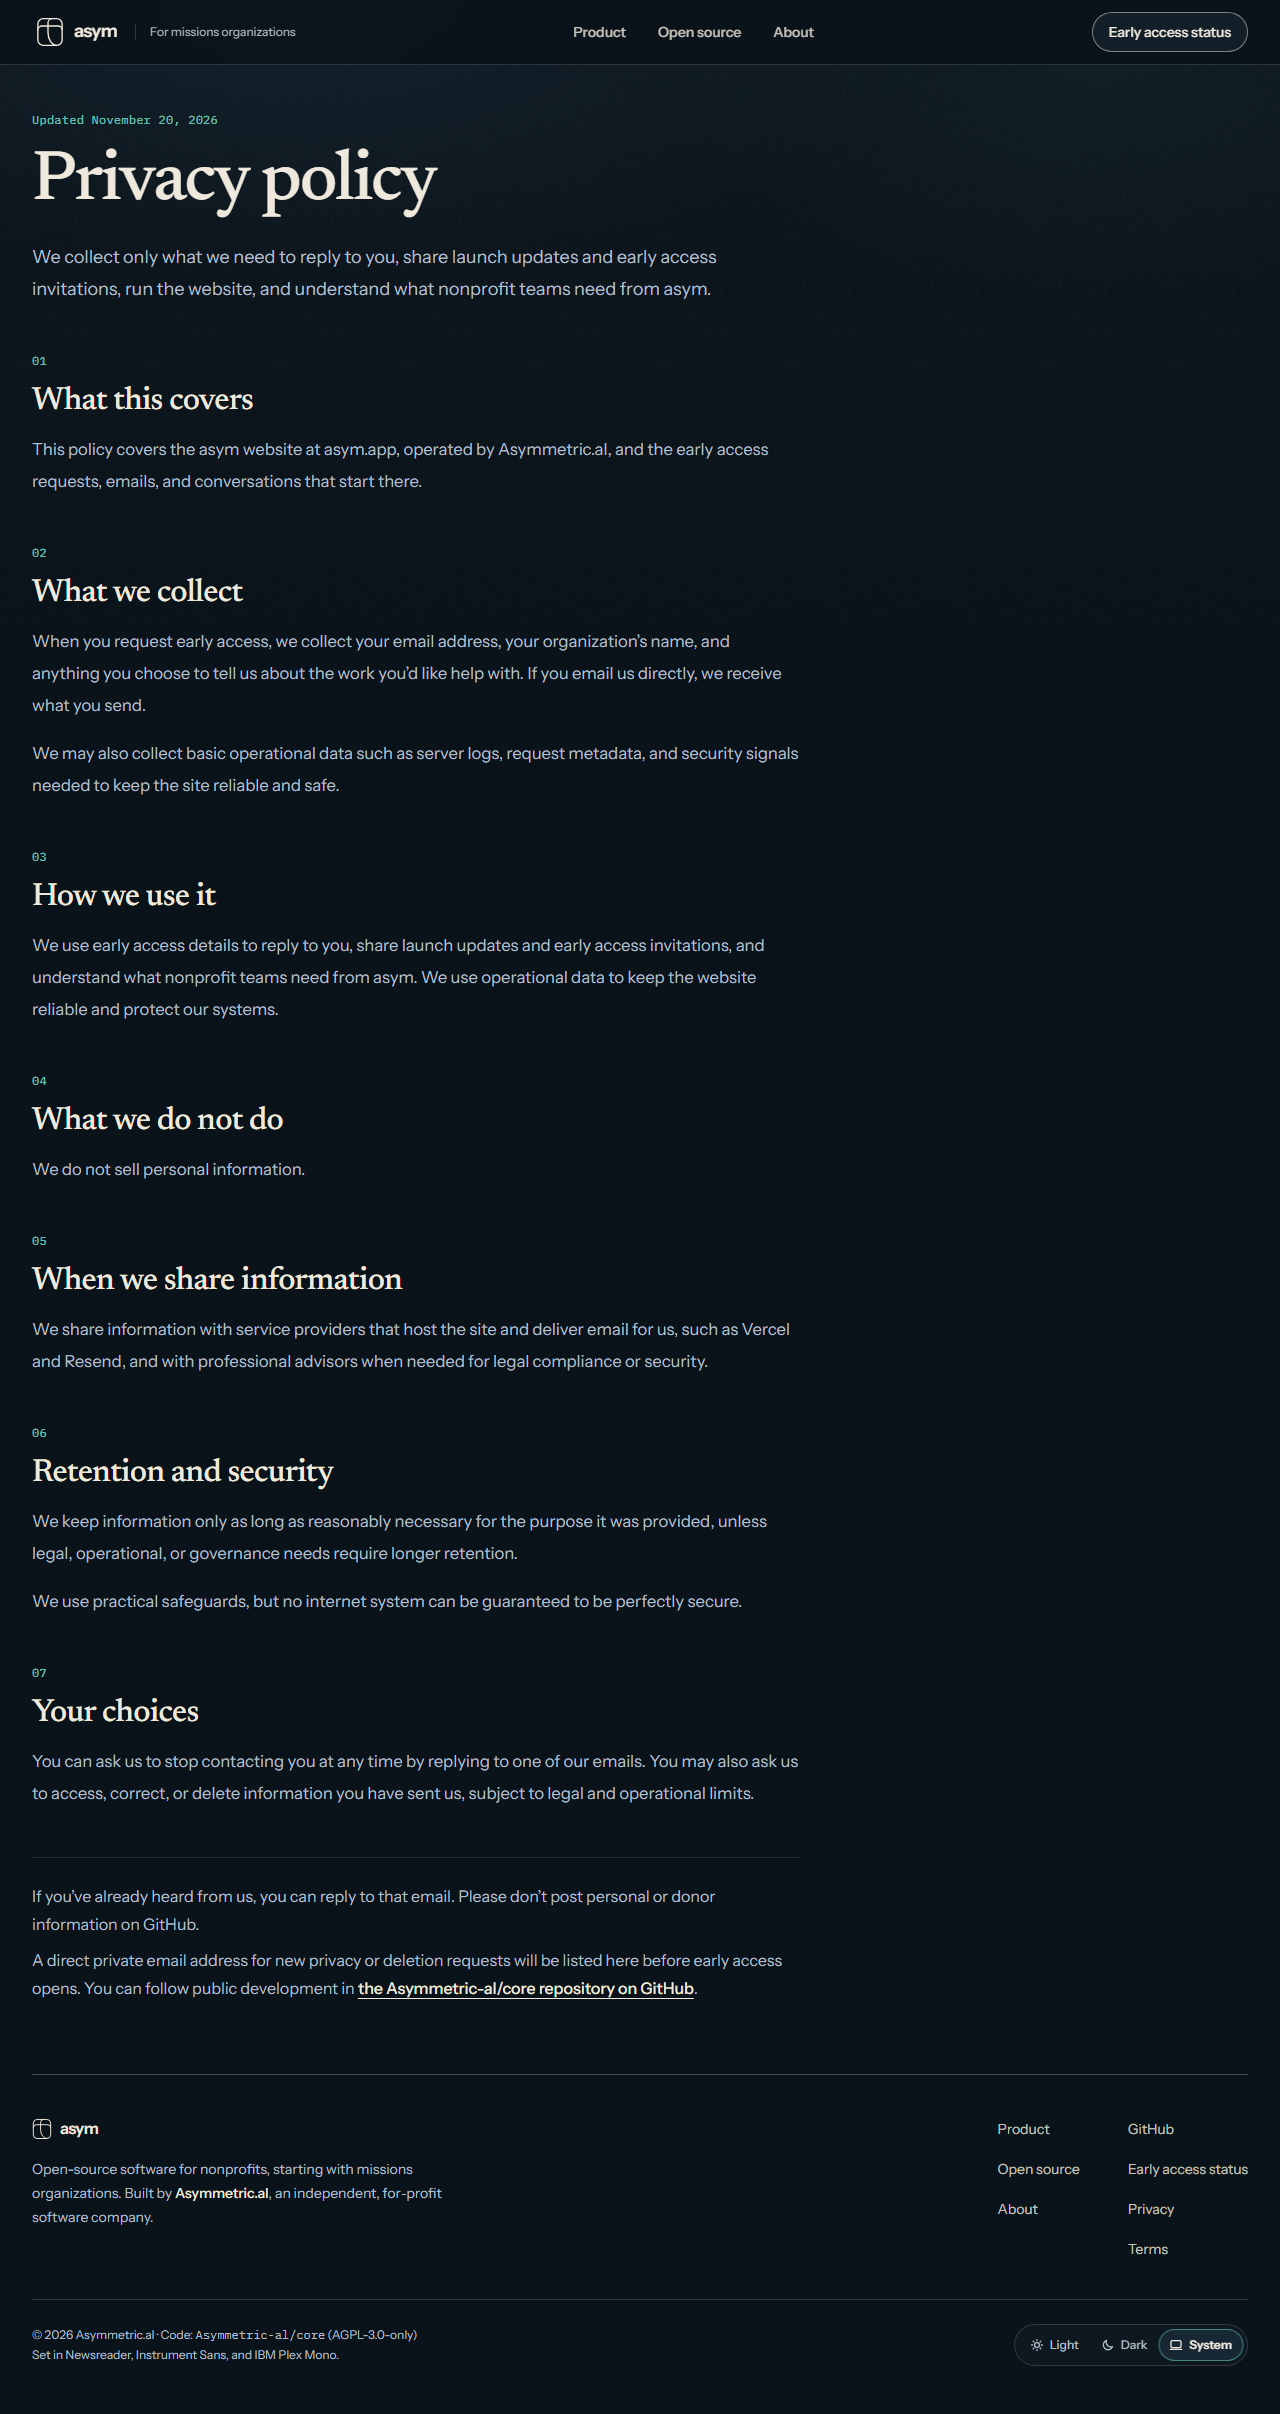 asym
For missions organizations
Product
Open source
About
Early access status
Updated November 20, 2026
Privacy policy
We collect only what we need to reply to you, share launch updates and early access
invitations, run the website, and understand what nonprofit teams need from asym.
01
What this covers
This policy covers the asym website at asym.app, operated by Asymmetric.al, and the early access
requests, emails, and conversations that start there.
02
What we collect
When you request early access, we collect your email address, your organization’s name, and
anything you choose to tell us about the work you’d like help with. If you email us directly, we receive
what you send.
We may also collect basic operational data such as server logs, request metadata, and security signals
needed to keep the site reliable and safe.
03
How we use it
We use early access details to reply to you, share launch updates and early access invitations, and
understand what nonprofit teams need from asym. We use operational data to keep the website
reliable and protect our systems.
04
What we do not do
We do not sell personal information.
05
When we share information
We share information with service providers that host the site and deliver email for us, such as Vercel
and Resend, and with professional advisors when needed for legal compliance or security.
06
Retention and security
We keep information only as long as reasonably necessary for the purpose it was provided, unless
legal, operational, or governance needs require longer retention.
We use practical safeguards, but no internet system can be guaranteed to be perfectly secure.
07
Your choices
You can ask us to stop contacting you at any time by replying to one of our emails. You may also ask us
to access, correct, or delete information you have sent us, subject to legal and operational limits.
If you’ve already heard from us, you can reply to that email. Please don’t post personal or donor
information on GitHub.
A direct private email address for new privacy or deletion requests will be listed here before early access
opens. You can follow public development in the Asymmetric-al/core repository on GitHub.
asym
Open-source software for nonprofits, starting with missions
organizations. Built by Asymmetric.al, an independent, for-profit
software company.
Product
Open source
About
GitHub
Early access status
Privacy
Terms
© 2026 Asymmetric.al · Code: Asymmetric-al/core (AGPL-3.0-only)
Set in Newsreader, Instrument Sans, and IBM Plex Mono.
Light
Dark
System